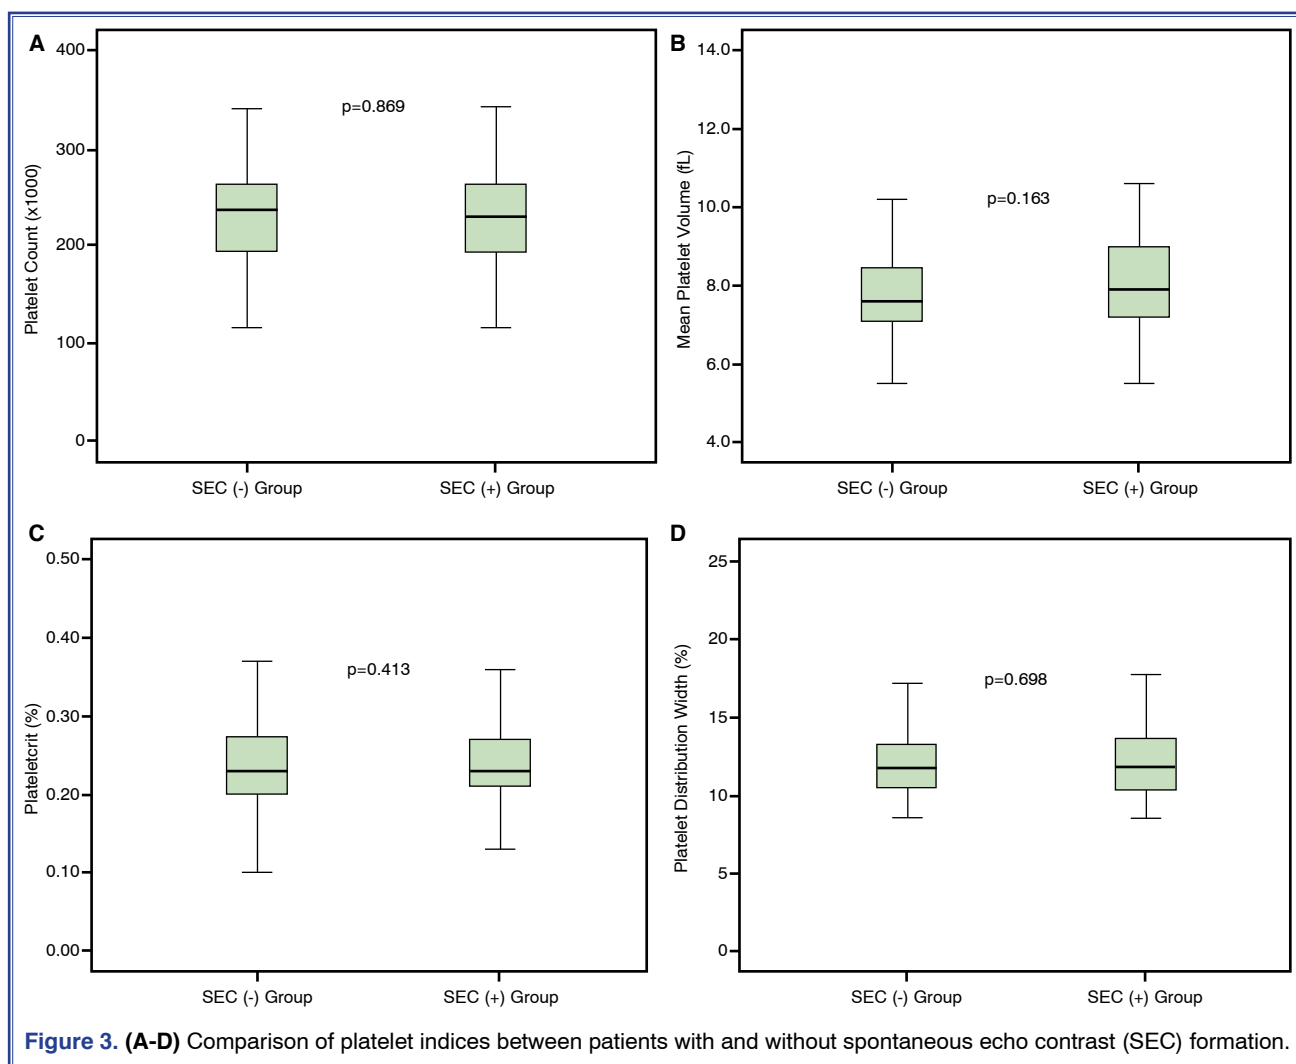 A
400
300
200
100
0
Platelet Count (x1000)
p=0.869
SEC (-) Group
SEC (+) Group
B
14.0
12.0
10.0
8.0
6.0
4.0
Mean Platelet Volume (fL)
p=0.163
SEC (-) Group
SEC (+) Group
C
0.50
0.40
0.30
0.20
0.10
0.00
Plateletcrit (%)
p=0.413
SEC (-) Group
SEC (+) Group
D
25
20
15
10
5
0
Platelet Distribution Width (%)
p=0.698
SEC (-) Group
SEC (+) Group
Figure 3. (A-D) Comparison of platelet indices between patients with and without spontaneous echo contrast (SEC) formation.